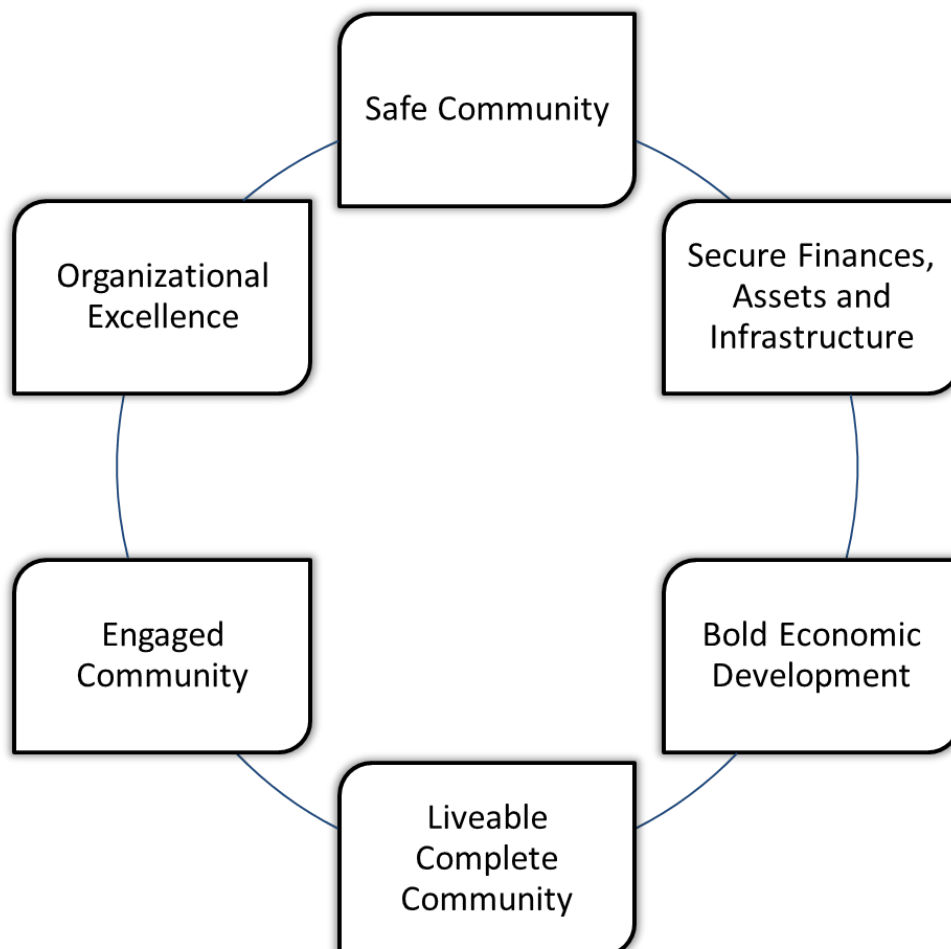 Safe Community
Secure Finances,
Assets and
Infrastructure
Bold Economic
Development
Liveable
Complete
Community
Engaged
Community
Organizational
Excellence